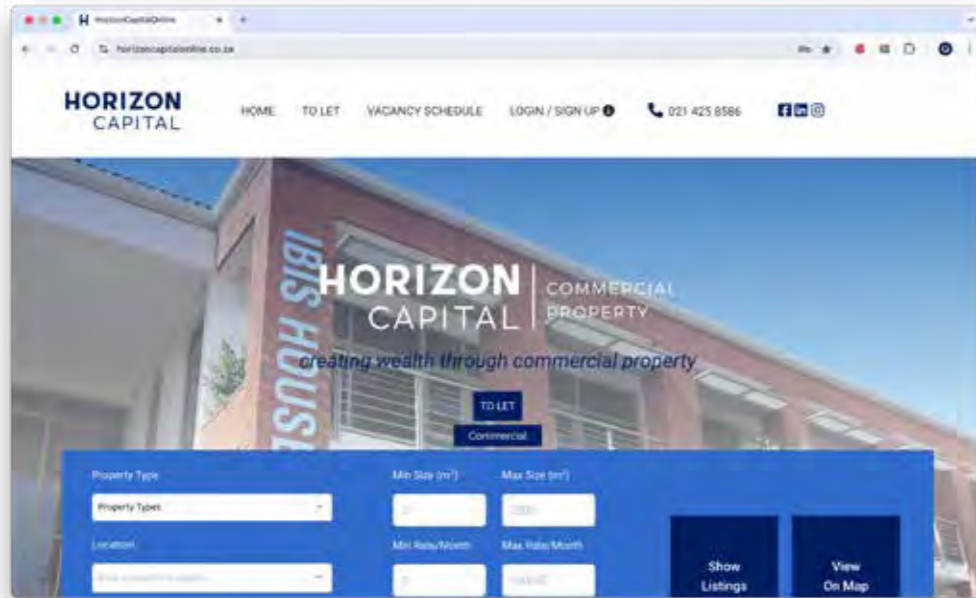 HorizonCapitalOnline
horizoncapitalonline.co.za
HORIZON
CAPITAL
HOME TO LET VACANCY SCHEDULE LOGIN / SIGN UP 021 425 8586
IBIS HOUSE
HORIZON
CAPITAL
COMMERCIAL
PROPERTY
creating wealth through commercial property
TO LET
Commercial
Property Type Min Size (m²) Max Size (m²)
Property Types
Location Min Rate/Month Max Rate/Month
Show
Listings
View
On Map